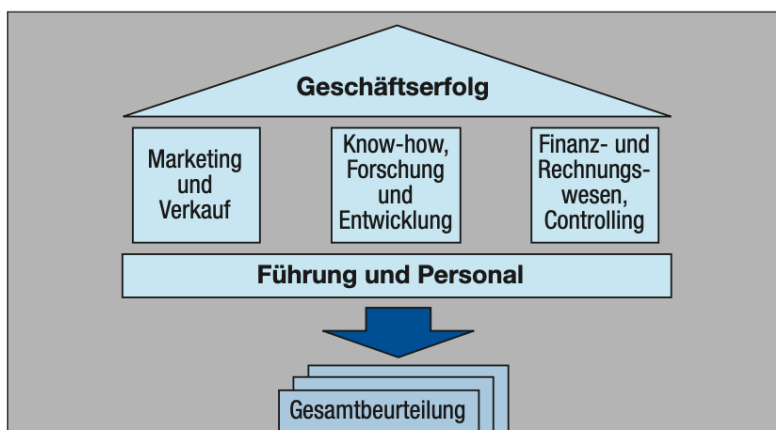 Geschäftserfolg
Marketing
und
Verkauf
Know-how,
Forschung
und
Entwicklung
Finanz- und
Rechnungs-
wesen,
Controlling
Führung und Personal
Gesamtbeurteilung